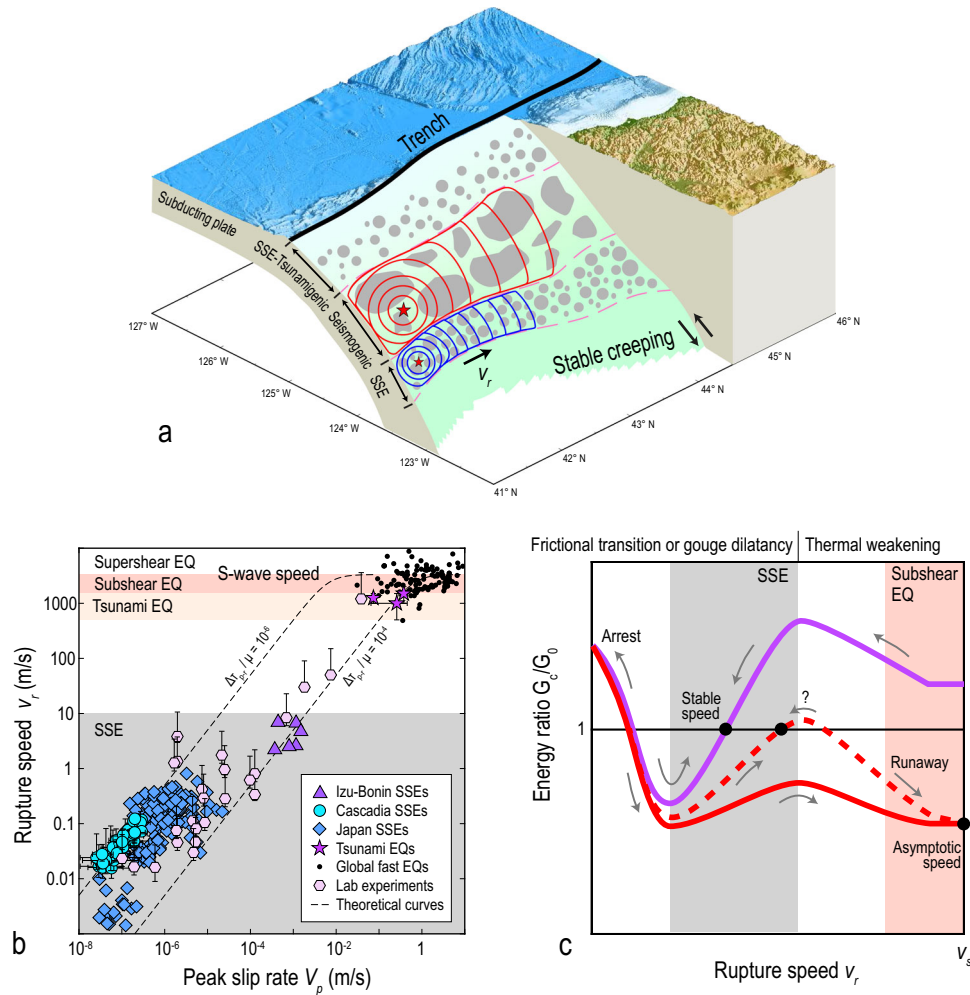 Trench
Subducting plate
SSE-Tsunamigenic
Seismogenic
SSE
Stable creeping
v_r
127° W
126° W
125° W
124° W
123° W
41° N
42° N
43° N
44° N
45° N
46° N
a
Supershear EQ
Subshear EQ
Tsunami EQ
S-wave speed
Δτ_p-r / μ = 10⁻⁶
Δτ_p-r / μ = 10⁻⁴
SSE
1000
100
10
1
0.1
0.01
Rupture speed v_r (m/s)
Izu-Bonin SSEs
Cascadia SSEs
Japan SSEs
Tsunami EQs
Global fast EQs
Lab experiments
Theoretical curves
10⁻⁸
10⁻⁶
10⁻⁴
10⁻²
1
Peak slip rate V_p (m/s)
b
Frictional transition or gouge dilatancy
Thermal weakening
SSE
Subshear
EQ
Arrest
Stable
speed
?
Runaway
Asymptotic
speed
1
Energy ratio G_c/G_0
Rupture speed v_r
v_s
c